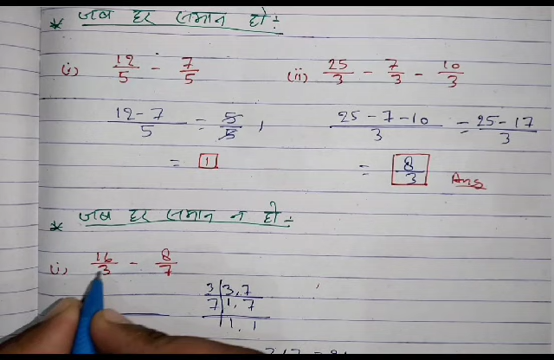 * जब हर समान हो :-
(i) 12/5 - 7/5 (ii) 25/3 - 7/3 - 10/3
12-7/5 = 5/5, 25-7-10/3 = 25-17/3
= 1 = 8/3 Ans
* जब हर समान न हो :-
(i) 16/3 - 8/7
3 | 3, 7
7 | 1, 7
1, 1